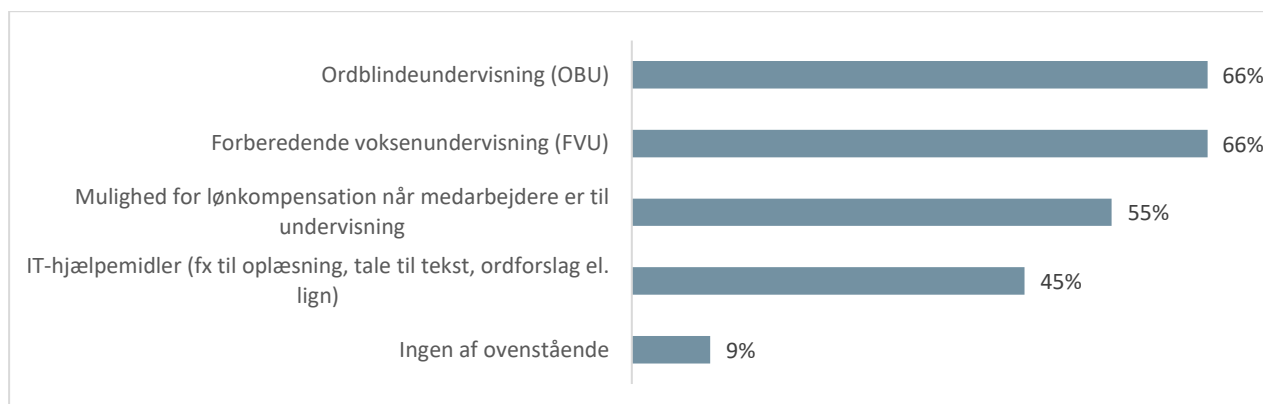 Ordblindeundervisning (OBU)
66%
Forberedende voksenundervisning (FVU)
66%
Mulighed for lønkompensation når medarbejdere er til
undervisning
55%
IT-hjælpemidler (fx til oplæsning, tale til tekst, ordforslag el.
lign)
45%
Ingen af ovenstående
9%